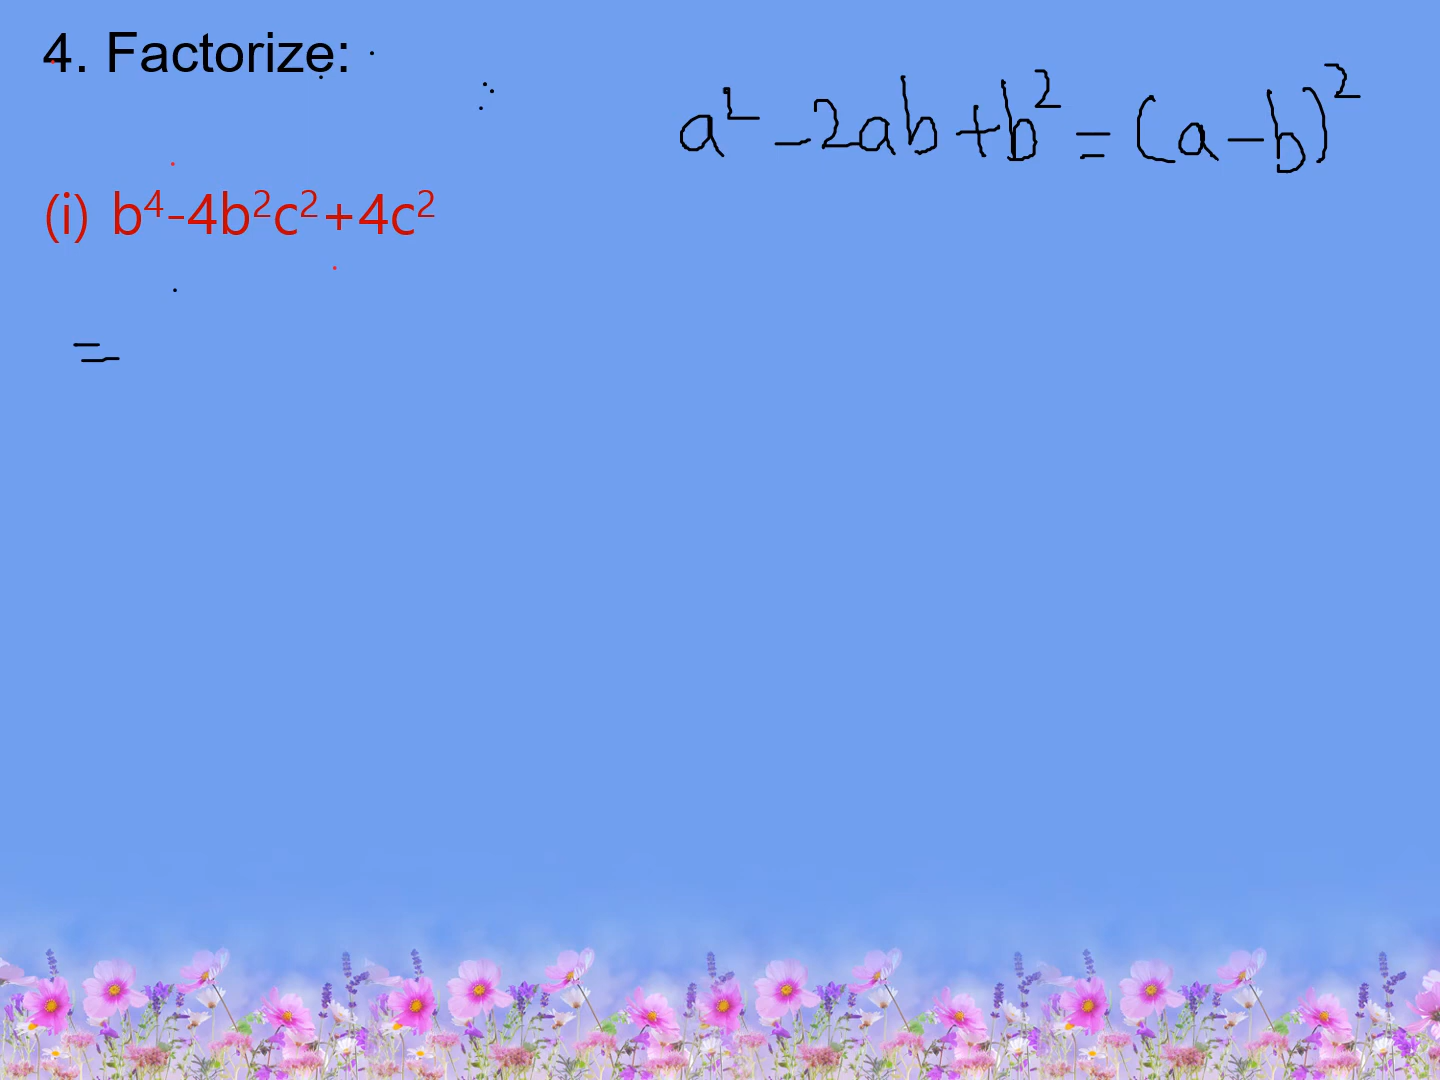 4. Factorize:
a² - 2ab + b² = (a - b)²
(i) b⁴-4b²c²+4c²
=